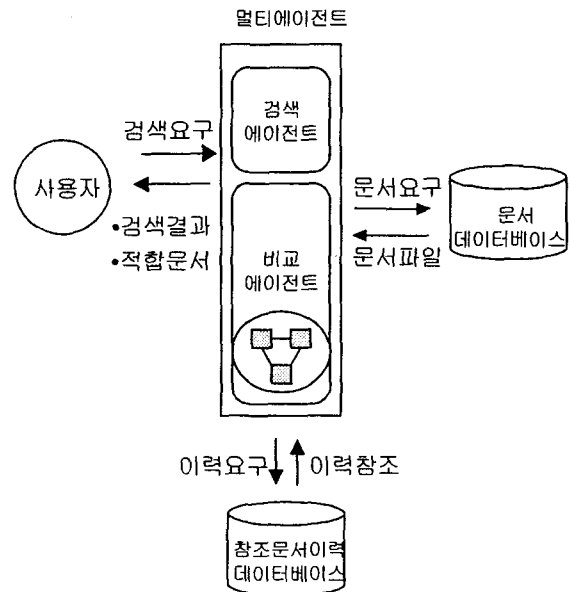 멀티에이전트
검색
에이전트
검색요구
사용자
•검색결과
•적합문서
비교
에이전트
문서요구
문서파일
문서
데이터베이스
이력요구
이력참조
참조문서이력
데이터베이스